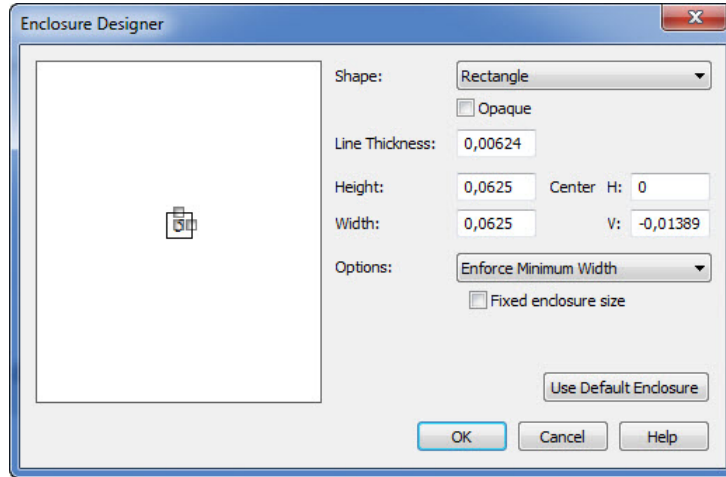 Enclosure Designer
Shape: Rectangle
Opaque
Line Thickness: 0,00624
Height: 0,0625 Center H: 0
Width: 0,0625 V: -0,01389
Options: Enforce Minimum Width
Fixed enclosure size
5
Use Default Enclosure
OK Cancel Help